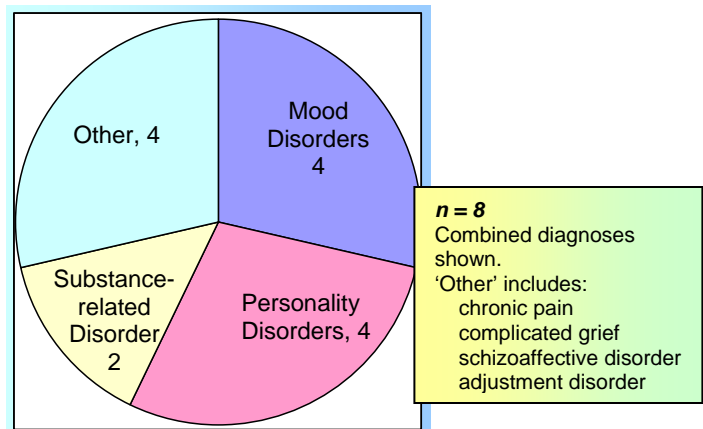 Other, 4
Mood
Disorders
4
Substance-
related
Disorder
2
Personality
Disorders, 4
n = 8
Combined diagnoses
shown.
‘Other’ includes:
chronic pain
complicated grief
schizoaffective disorder
adjustment disorder